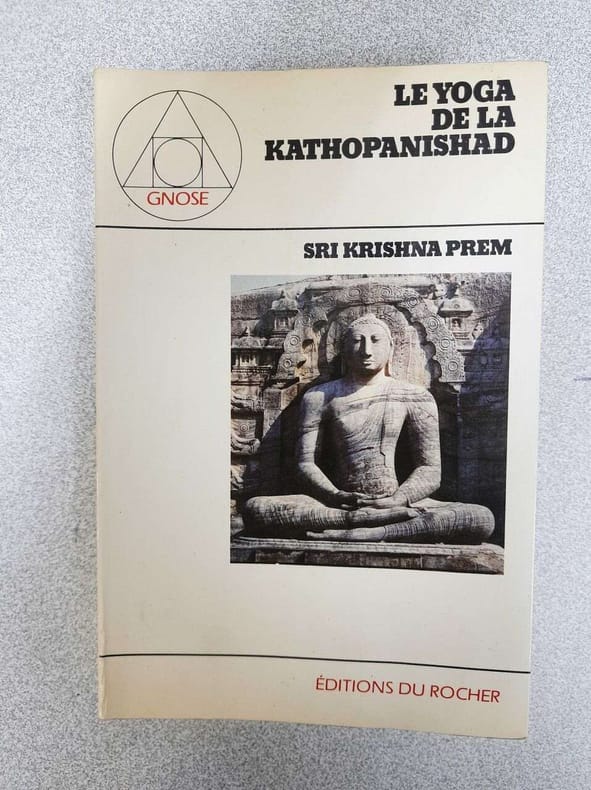 LE YOGA
DE LA
KATHOPANISHAD
GNOSE
SRI KRISHNA PREM
ÉDITIONS DU ROCHER